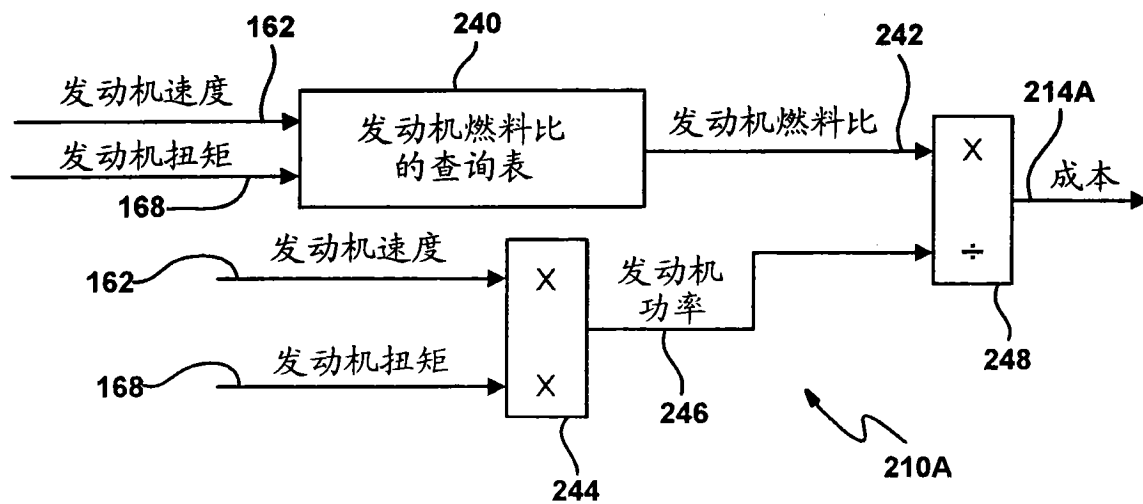 162
240
242
214A
发动机速度
发动机扭矩
168
发动机燃料比
的查询表
发动机燃料比
X
÷
成本
248
162
发动机速度
168
发动机扭矩
X
X
244
发动机
功率
246
210A